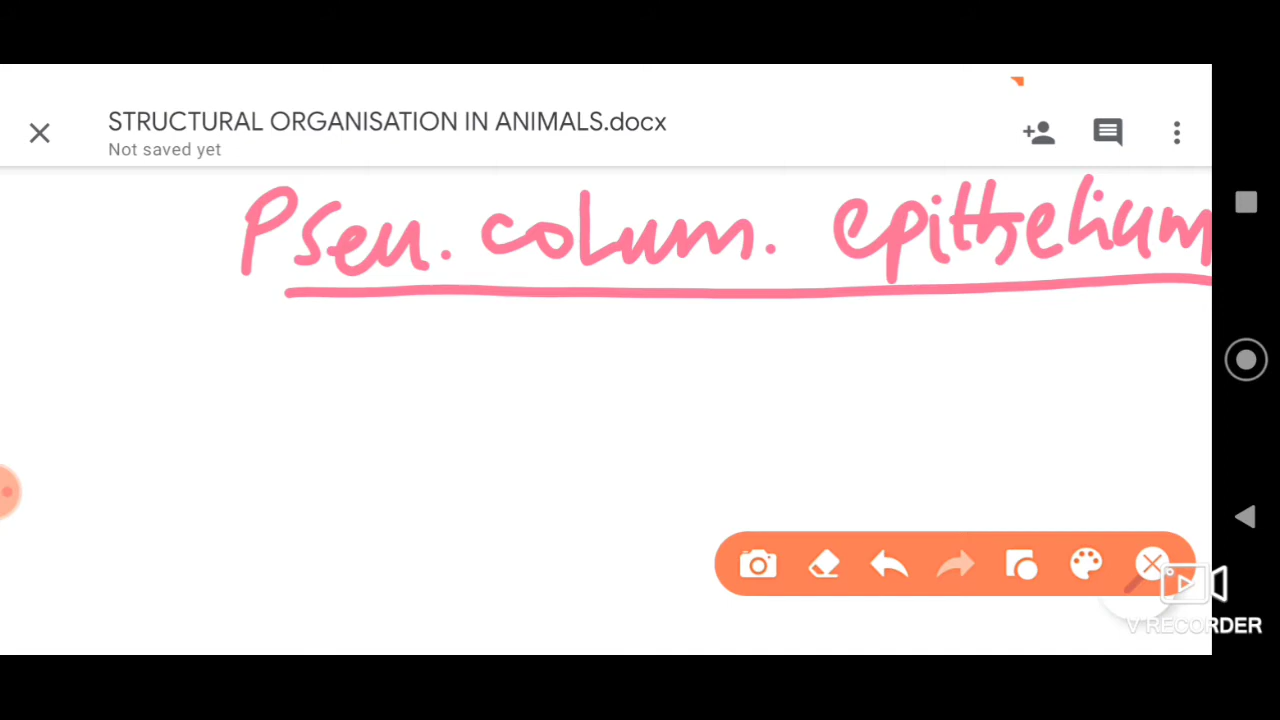 STRUCTURAL ORGANISATION IN ANIMALS.docx
Not saved yet
Pseu. colum. epithelium
V RECORDER